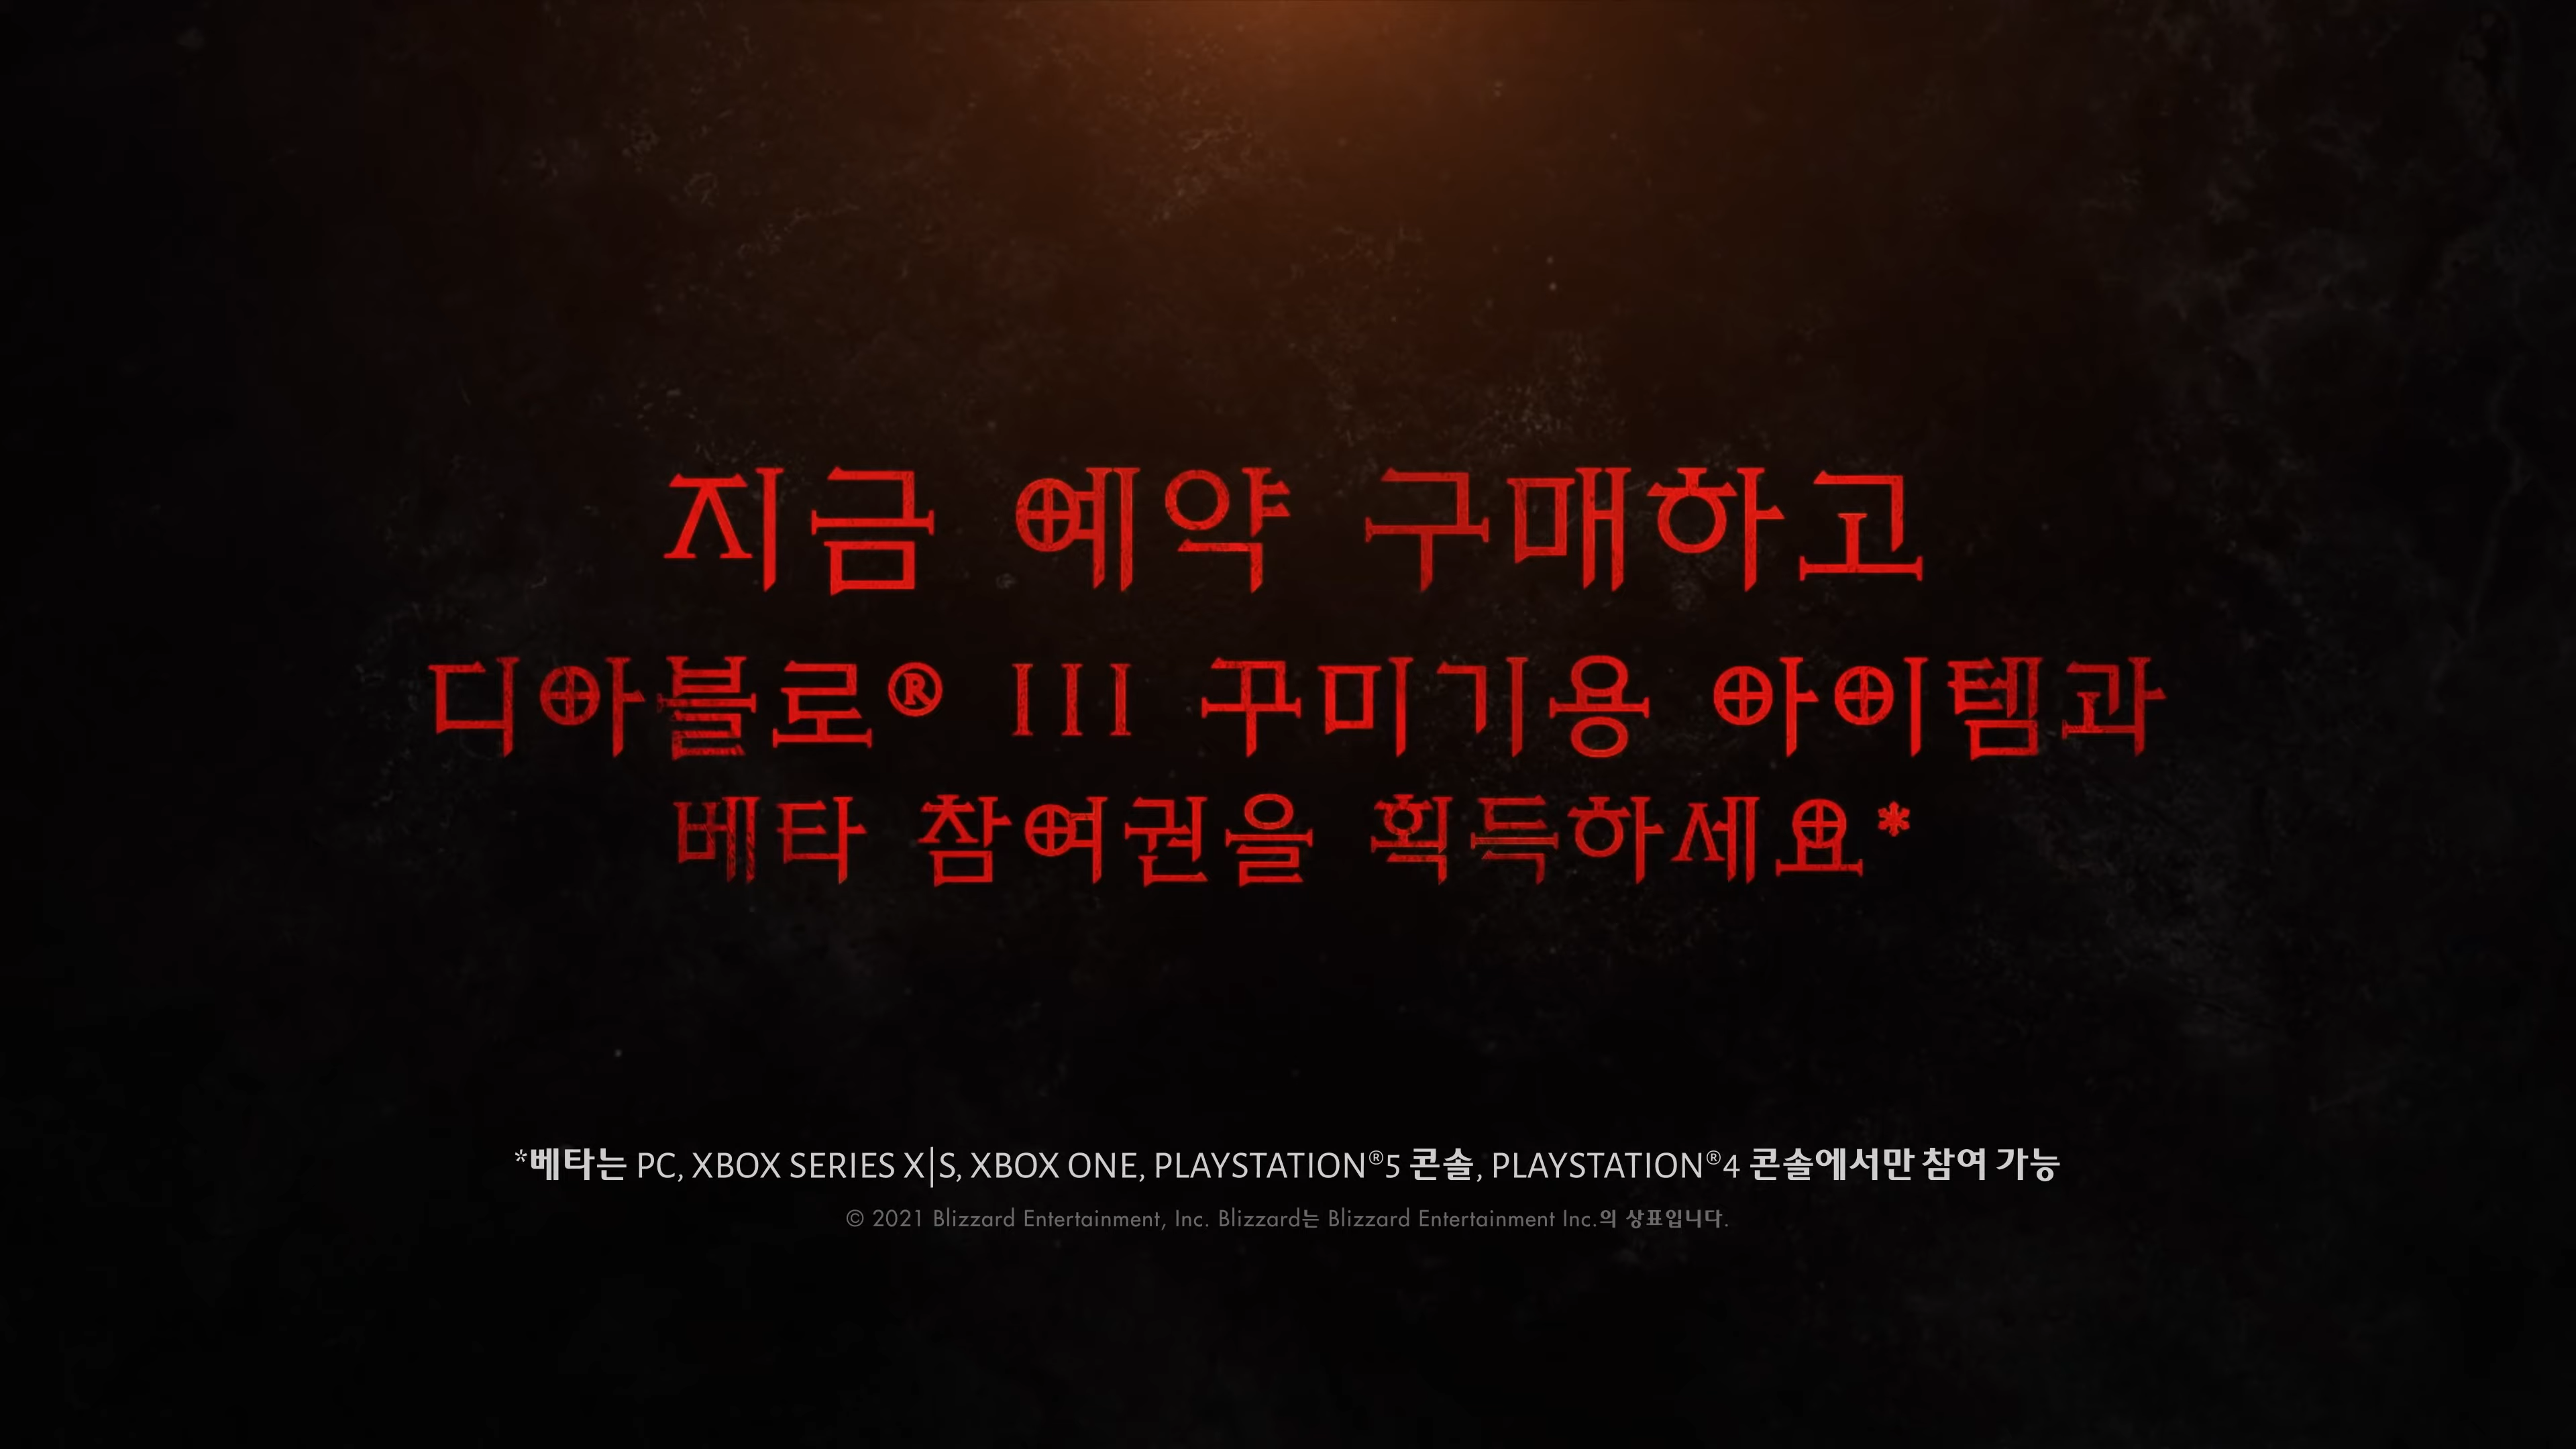 지금 예약 구매하고
디아블로® III 꾸미기용 아이템과
베타 참여권을 획득하세요*
*베타는 PC, XBOX SERIES X|S, XBOX ONE, PLAYSTATION®5 콘솔, PLAYSTATION®4 콘솔에서만 참여 가능
© 2021 Blizzard Entertainment, Inc. Blizzard는 Blizzard Entertainment Inc.의 상표입니다.